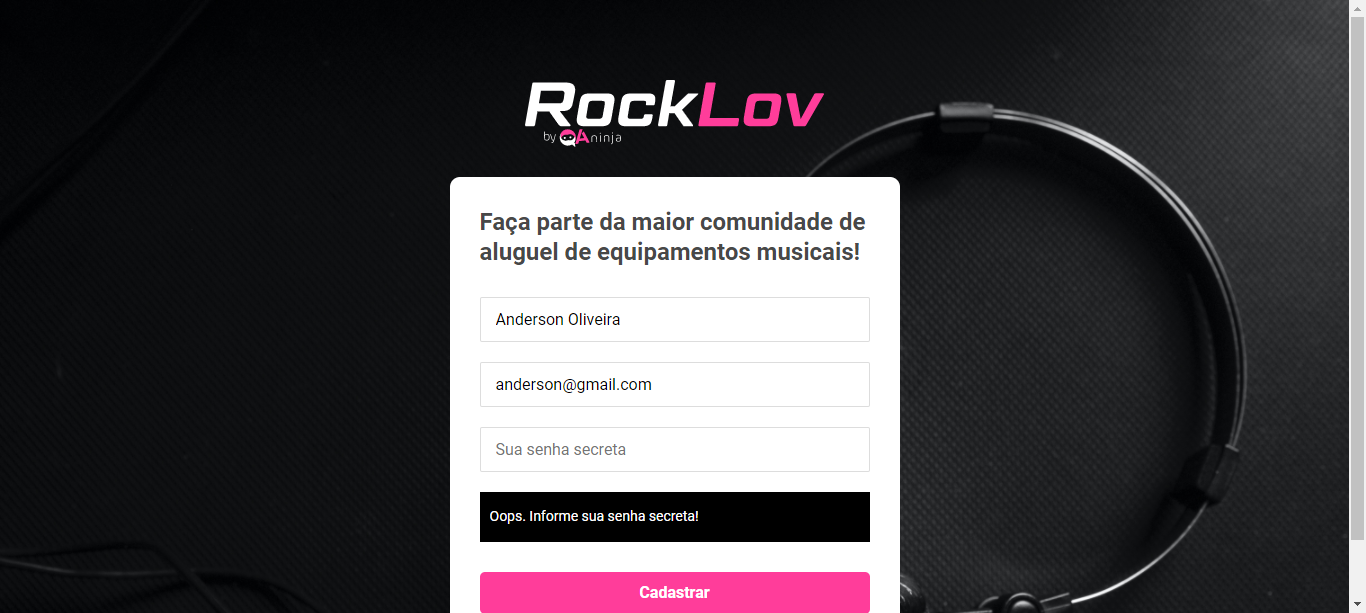 RockLov
by QAninja
Faça parte da maior comunidade de
aluguel de equipamentos musicais!
Anderson Oliveira
anderson@gmail.com
Sua senha secreta
Oops. Informe sua senha secreta!
Cadastrar